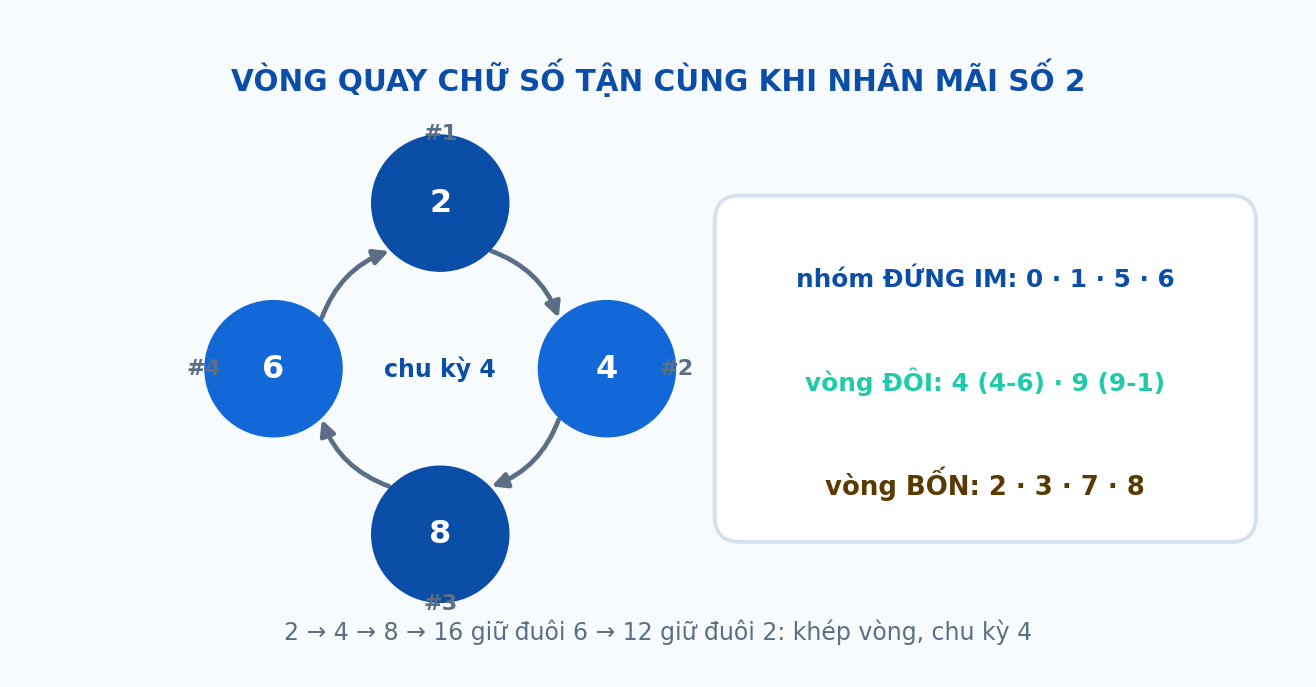 VÒNG QUAY CHỮ SỐ TẬN CÙNG KHI NHÂN MÃI SỐ 2
#1
2
#4
6
chu kỳ 4
4
#2
8
#3
nhóm ĐỨNG IM: 0 · 1 · 5 · 6
vòng ĐÔI: 4 (4-6) · 9 (9-1)
vòng BỐN: 2 · 3 · 7 · 8
2 → 4 → 8 → 16 giữ đuôi 6 → 12 giữ đuôi 2: khép vòng, chu kỳ 4